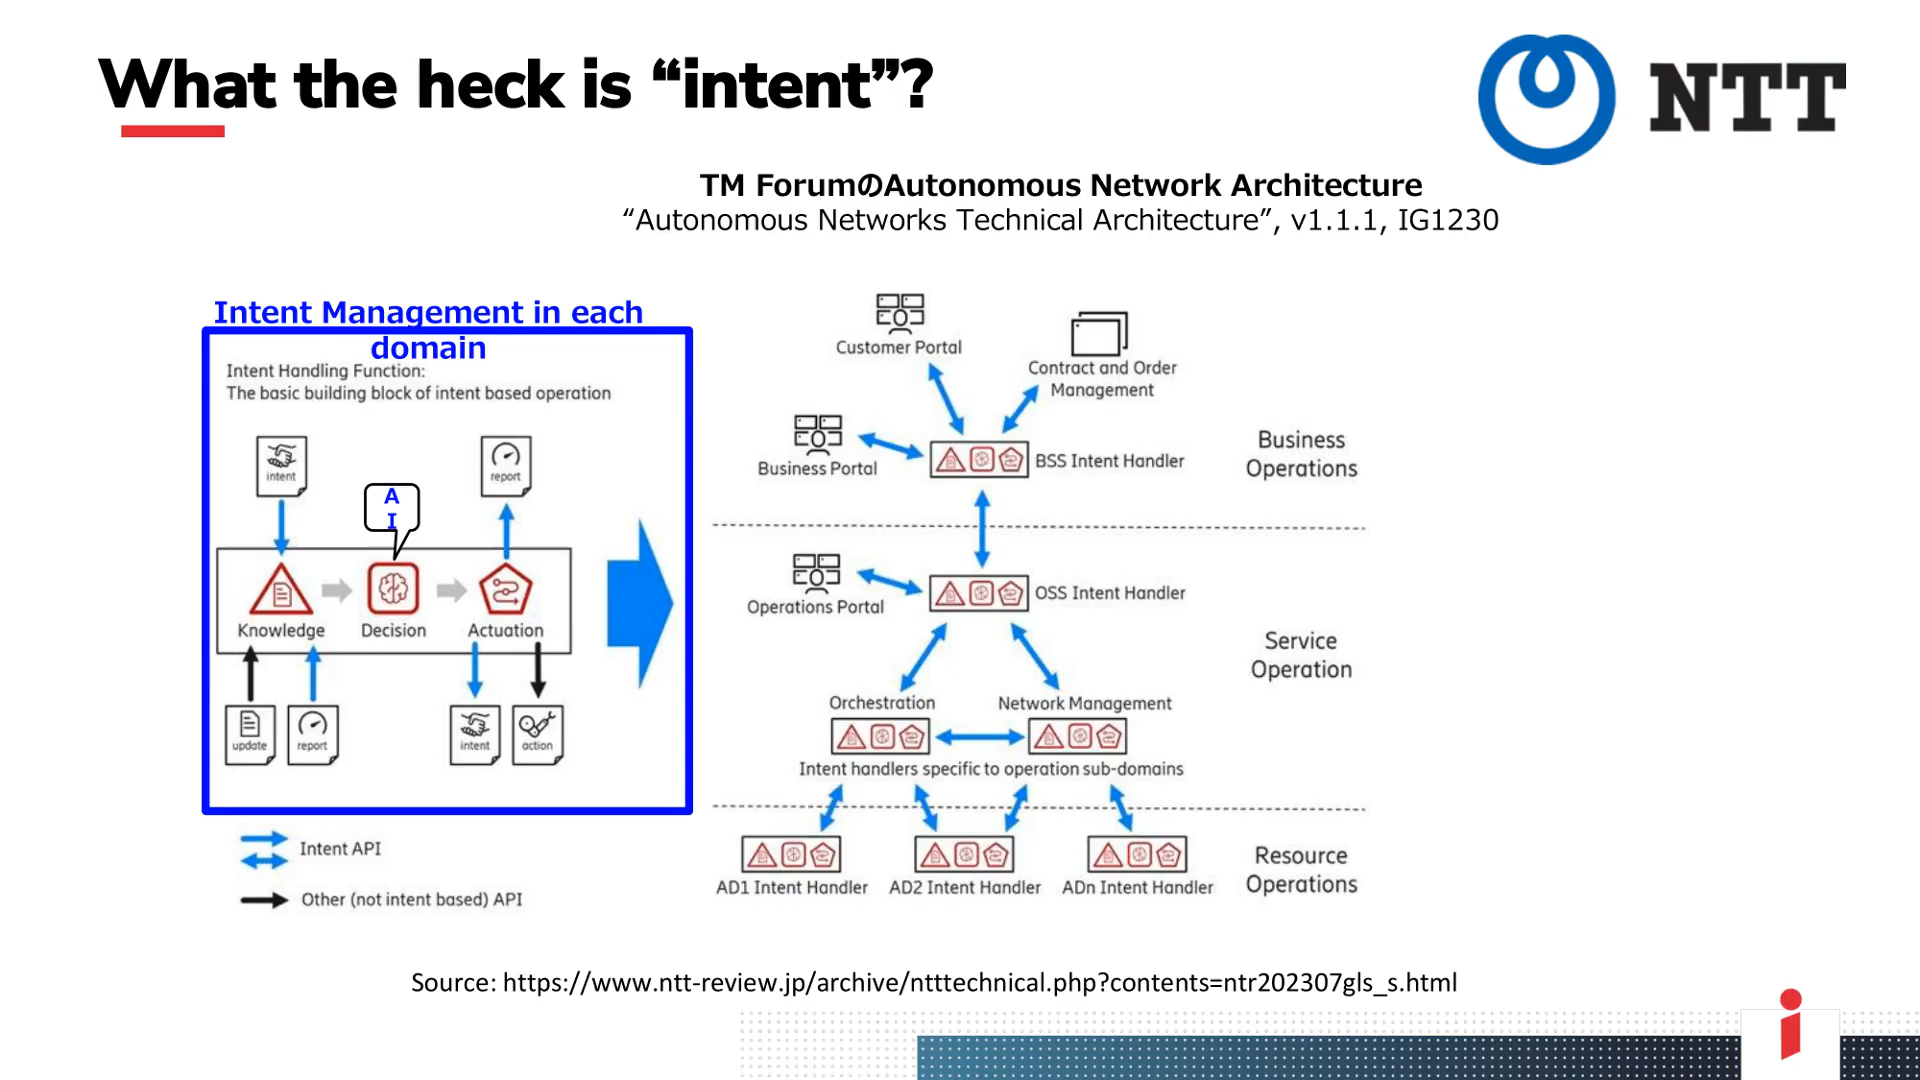 What the heck is “intent”?
NTT
TM ForumのAutonomous Network Architecture
“Autonomous Networks Technical Architecture”, v1.1.1, IG1230
Intent Management in each
domain
Intent Handling Function:
The basic building block of intent based operation
intent
report
A
I
Knowledge
Decision
Actuation
update
report
intent
action
Intent API
Other (not intent based) API
Customer Portal
Contract and Order
Management
Business Portal
BSS Intent Handler
Business
Operations
Operations Portal
OSS Intent Handler
Service
Operation
Orchestration
Network Management
Intent handlers specific to operation sub-domains
AD1 Intent Handler
AD2 Intent Handler
ADn Intent Handler
Resource
Operations
Source: https://www.ntt-review.jp/archive/ntttechnical.php?contents=ntr202307gls_s.html
i